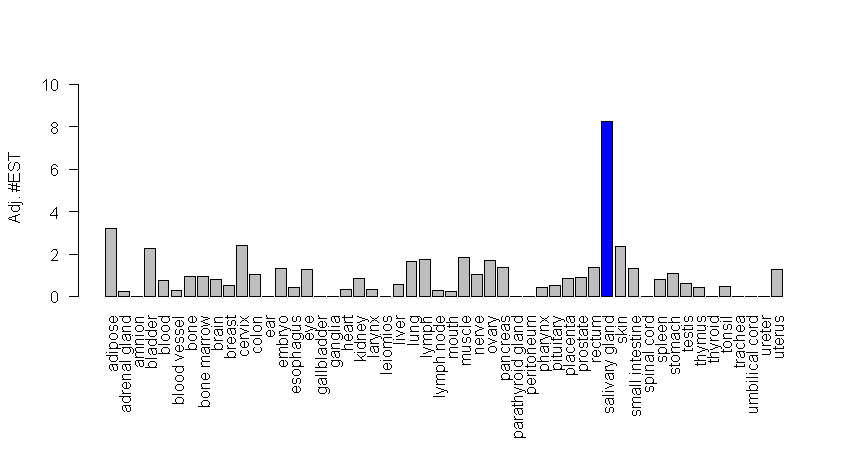 10
8
6
4
2
0
Adj. #EST
adipose
adrenal gland
amnion
bladder
blood
blood vessel
bone
bone marrow
brain
breast
cervix
colon
ear
embryo
esophagus
eye
gallbladder
ganglia
heart
kidney
larynx
leiomios
liver
lung
lymph
lymph node
mouth
muscle
nerve
ovary
pancreas
parathyroid gland
peritoneum
pharynx
pituitary
placenta
prostate
rectum
salivary gland
skin
small intestine
spinal cord
spleen
stomach
testis
thymus
thyroid
tonsil
trachea
umbilical cord
ureter
uterus